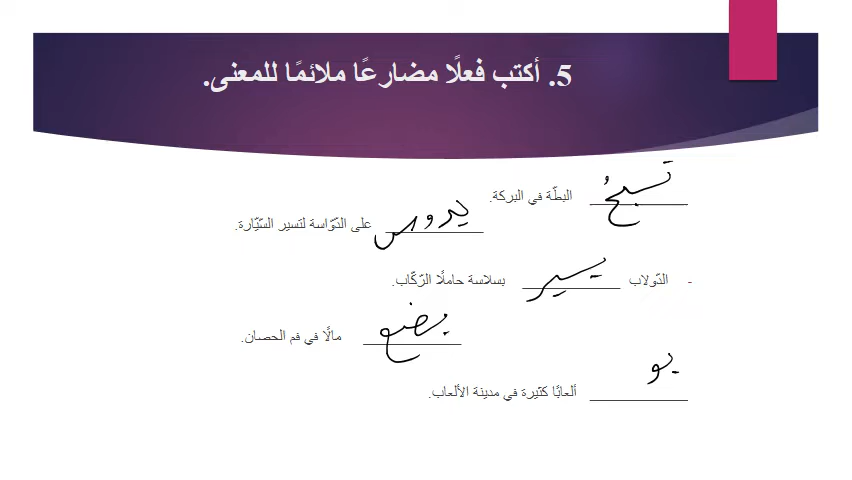 5. أكتب فعلًا مضارعًا ملائمًا للمعنى.
تسبحُ البطّة في البركة.
يدوس على الدّوّاسة لتسير السّيّارة.
- الدّولاب يسير بسلاسة حاملًا الرّكّاب.
يضع مالًا في فم الحصان.
يو ألعابًا كثيرة في مدينة الألعاب.